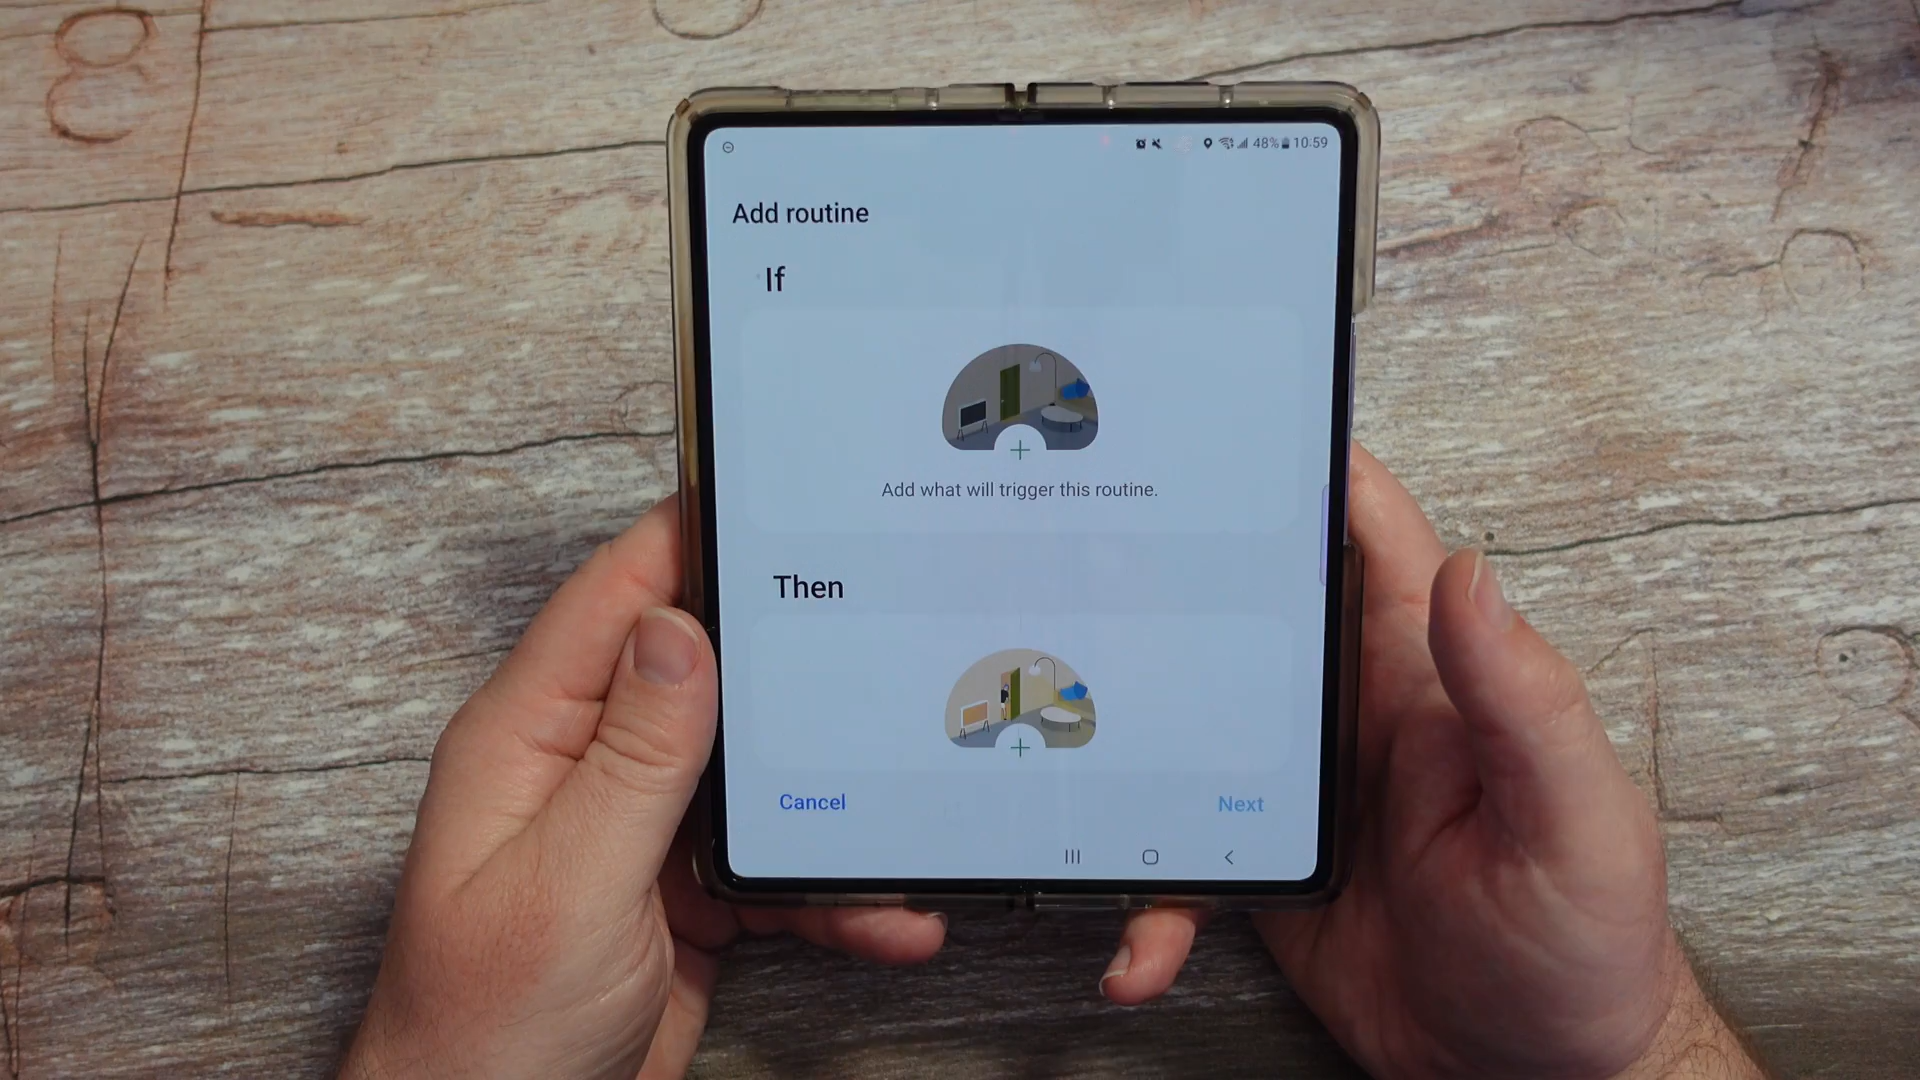 48% 10:59
Add routine
If
Add what will trigger this routine.
Then
Cancel
Next